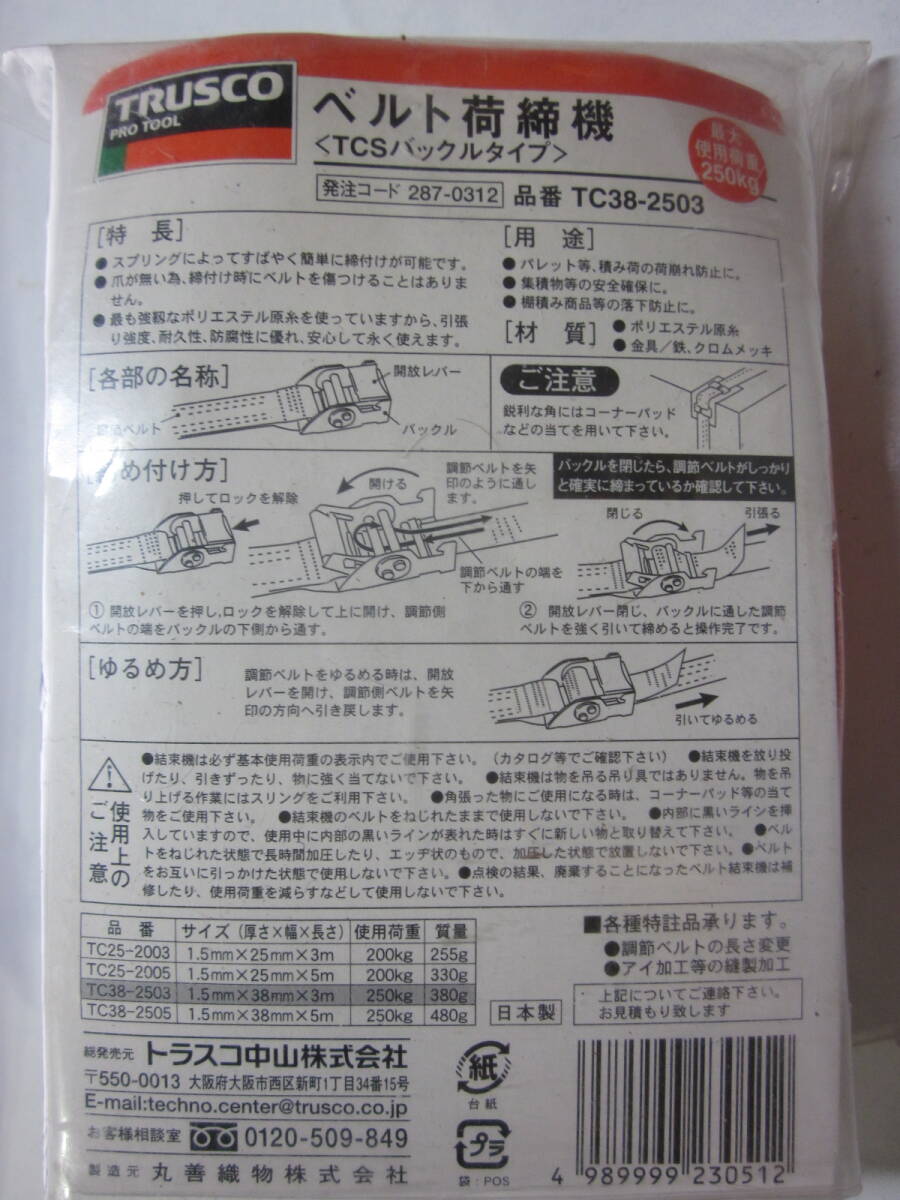 TRUSCO
PRO TOOL
ベルト荷締機
<TCSバックルタイプ>
最大
使用荷重
250kg
発注コード 287-0312 品番 TC38-2503
[特 長]
● スプリングによってすばやく簡単に締付けが可能です。
● 爪が無い為、締付け時にベルトを傷つけることはありま
せん。
● 最も強靱なポリエステル原糸を使っていますから、引張
り強度、耐久性、防腐性に優れ、安心して永く使えます。
[用 途]
● パレット等、積み荷の荷崩れ防止に。
● 集積物等の安全確保に。
● 棚積み商品等の落下防止に。
[材 質] ● ポリエステル原糸
● 金具/鉄、クロムメッキ
[各部の名称]
開放レバー
ベルト
バックル
ご注意
鋭利な角にはコーナーパッド
などの当てを用いて下さい。
め付け方]
押してロックを解除
開ける
調節ベルトを矢
印のように通し
ます。
調節ベルトの端を
下から通す
① 開放レバーを押し、ロックを解除して上に開け、調節側
ベルトの端をバックルの下側から通す。
バックルを閉じたら、調節ベルトがしっかり
と確実に締まっているか確認して下さい。
閉じる
引張る
② 開放レバー閉じ、バックルに通した調節
ベルトを強く引いて締めると操作完了です。
[ゆるめ方]
調節ベルトをゆるめる時は、開放
レバーを開け、調節側ベルトを矢
印の方向へ引き戻します。
引いてゆるめる
使用上の
ご注意
●結束機は必ず基本使用荷重の表示内でご使用下さい。(カタログ等でご確認下さい) ●結束機を放り投
げたり、引きずったり、物に強く当てないで下さい。 ●結束機は物を吊る吊り具ではありません。物を吊
り上げる作業にはスリングをご利用下さい。 ●角張った物にご使用になる時は、コーナーパッド等の当て
物をご使用下さい。 ●結束機のベルトをねじれたままで使用しないで下さい。 ●内部に黒いラインを挿
入していますので、使用中に内部の黒いラインが表れた時はすぐに新しい物と取り替えて下さい。 ●ベル
トをねじれた状態で長時間加圧したり、エッヂ状のもので、加圧した状態で放置しないで下さい。●ベルト
をお互いに引っかけた状態で使用しないで下さい。●点検の結果、廃棄することになったベルト結束機は補
修したり、使用荷重を減らすなどして使用しないで下さい。
品 番 サイズ (厚さ×幅×長さ) 使用荷重 質量
TC25-2003 1.5mm×25mm×3m 200kg 255g
TC25-2005 1.5mm×25mm×5m 200kg 330g
TC38-2503 1.5mm×38mm×3m 250kg 380g
TC38-2505 1.5mm×38mm×5m 250kg 480g
日本製
■各種特註品承ります。
●調節ベルトの長さ変更
●アイ加工等の縫製加工
上記についてご連絡下さい。
お見積もり致します
総発売元 トラスコ中山株式会社
〒550-0013 大阪府大阪市西区新町1丁目34番15号
E-mail:techno.center@trusco.co.jp
お客様相談室 0120-509-849
製造元 丸善織物株式会社
紙
台紙
プラ
袋:POS
4 989999 230512